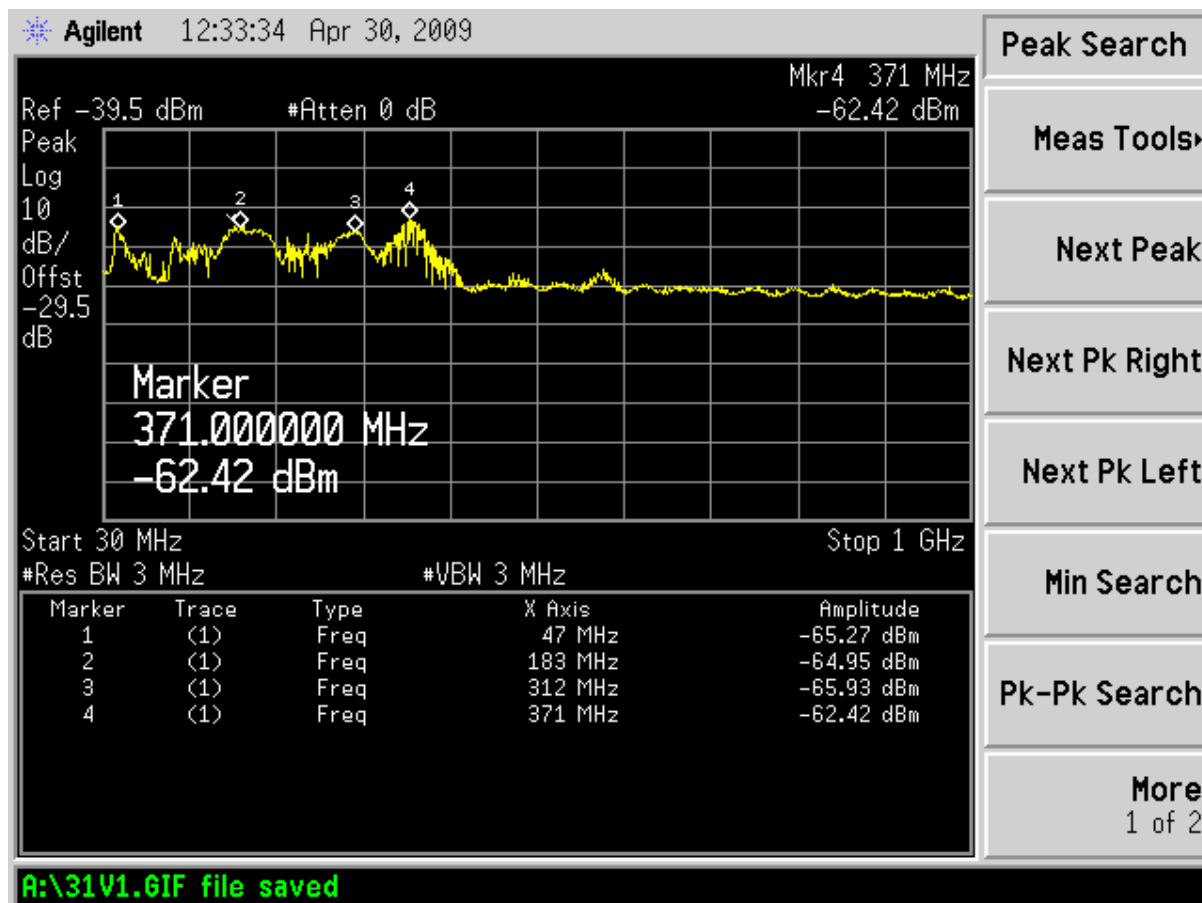 Agilent 12:33:34 Apr 30, 2009
Mkr4 371 MHz
Ref -39.5 dBm #Atten 0 dB -62.42 dBm
Peak
Log
10
dB/
Offst
-29.5
dB
1 2 3 4
Marker
371.000000 MHz
-62.42 dBm
Start 30 MHz Stop 1 GHz
#Res BW 3 MHz #VBW 3 MHz
Marker Trace Type X Axis Amplitude
1 (1) Freq 47 MHz -65.27 dBm
2 (1) Freq 183 MHz -64.95 dBm
3 (1) Freq 312 MHz -65.93 dBm
4 (1) Freq 371 MHz -62.42 dBm
A:\31V1.GIF file saved
Peak Search
Meas Tools
Next Peak
Next Pk Right
Next Pk Left
Min Search
Pk-Pk Search
More
1 of 2